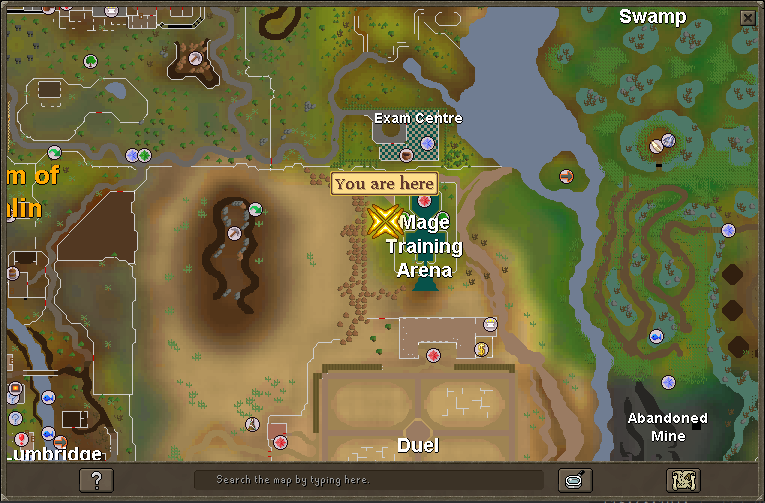 Swamp
Exam Centre
m of
lin
You are here
Mage
Training
Arena
Abandoned
Mine
Duel
Lumbridge
?
Search the map by typing here.